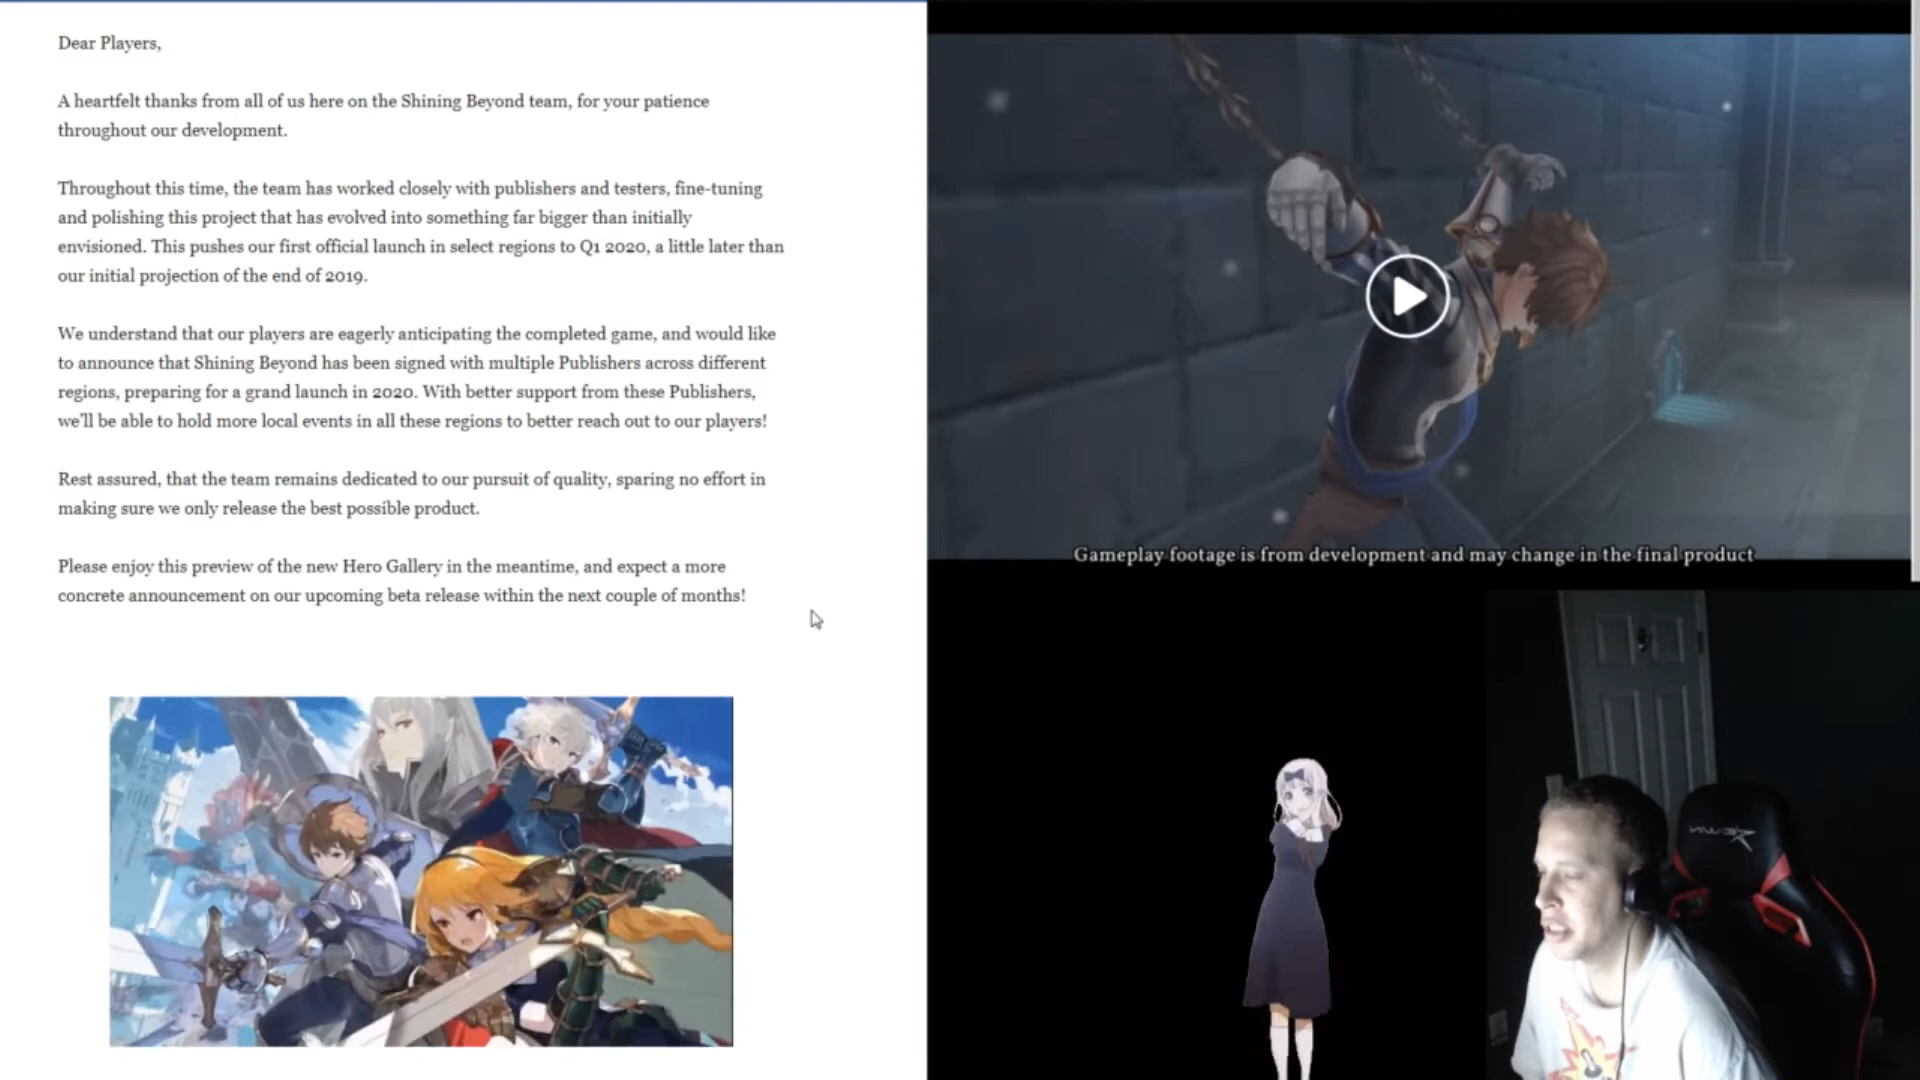 Dear Players,
A heartfelt thanks from all of us here on the Shining Beyond team, for your patience
throughout our development.
Throughout this time, the team has worked closely with publishers and testers, fine-tuning
and polishing this project that has evolved into something far bigger than initially
envisioned. This pushes our first official launch in select regions to Q1 2020, a little later than
our initial projection of the end of 2019.
We understand that our players are eagerly anticipating the completed game, and would like
to announce that Shining Beyond has been signed with multiple Publishers across different
regions, preparing for a grand launch in 2020. With better support from these Publishers,
we'll be able to hold more local events in all these regions to better reach out to our players!
Rest assured, that the team remains dedicated to our pursuit of quality, sparing no effort in
making sure we only release the best possible product.
Please enjoy this preview of the new Hero Gallery in the meantime, and expect a more
concrete announcement on our upcoming beta release within the next couple of months!
Gameplay footage is from development and may change in the final product